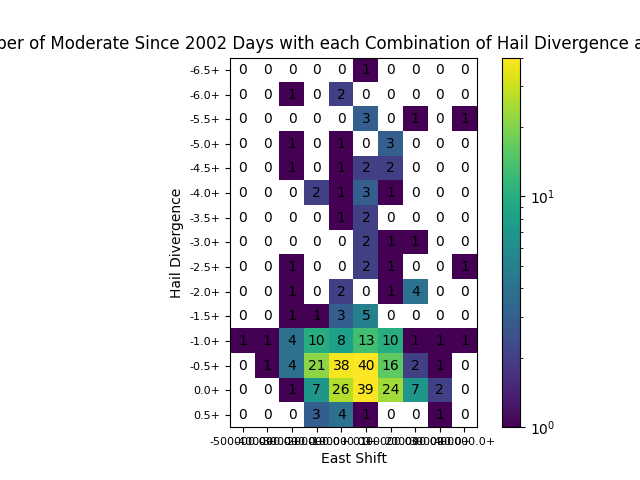 ber of Moderate Since 2002 Days with each Combination of Hail Divergence a
-6.5+ 0 0 0 0 0 1 0 0 0 0
-6.0+ 0 0 1 0 2 0 0 0 0 0
-5.5+ 0 0 0 0 0 3 0 1 0 1
-5.0+ 0 0 1 0 1 0 3 0 0 0
-4.5+ 0 0 1 0 1 2 2 0 0 0
-4.0+ 0 0 0 2 1 3 1 0 0 0
-3.5+ 0 0 0 0 1 2 0 0 0 0
-3.0+ 0 0 0 0 0 2 1 1 0 0
-2.5+ 0 0 1 0 0 2 1 0 0 1
-2.0+ 0 0 1 0 2 0 1 4 0 0
-1.5+ 0 0 1 1 3 5 0 0 0 0
-1.0+ 1 1 4 10 8 13 10 1 1 1
-0.5+ 0 1 4 21 38 40 16 2 1 0
0.0+ 0 0 1 7 26 39 24 7 2 0
0.5+ 0 0 0 3 4 1 0 0 1 0
Hail Divergence
East Shift
10¹
10⁰